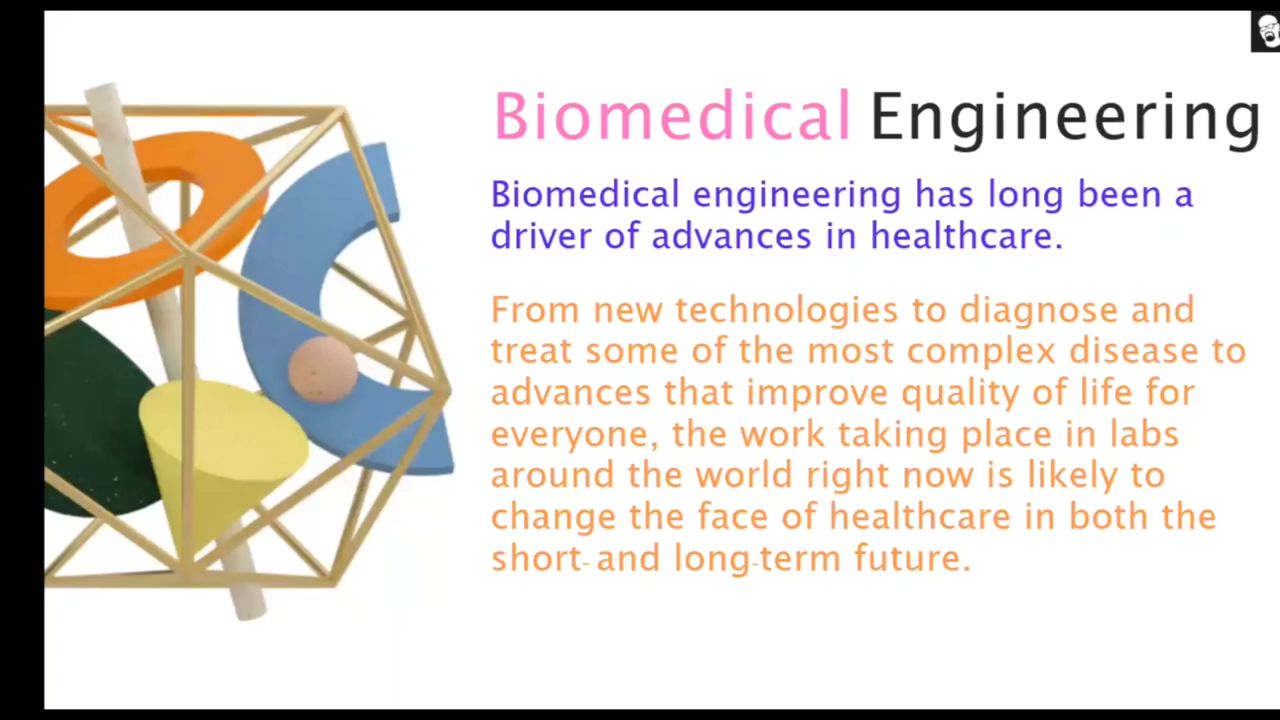 Biomedical Engineering
Biomedical engineering has long been a
driver of advances in healthcare.
From new technologies to diagnose and
treat some of the most complex disease to
advances that improve quality of life for
everyone, the work taking place in labs
around the world right now is likely to
change the face of healthcare in both the
short- and long-term future.